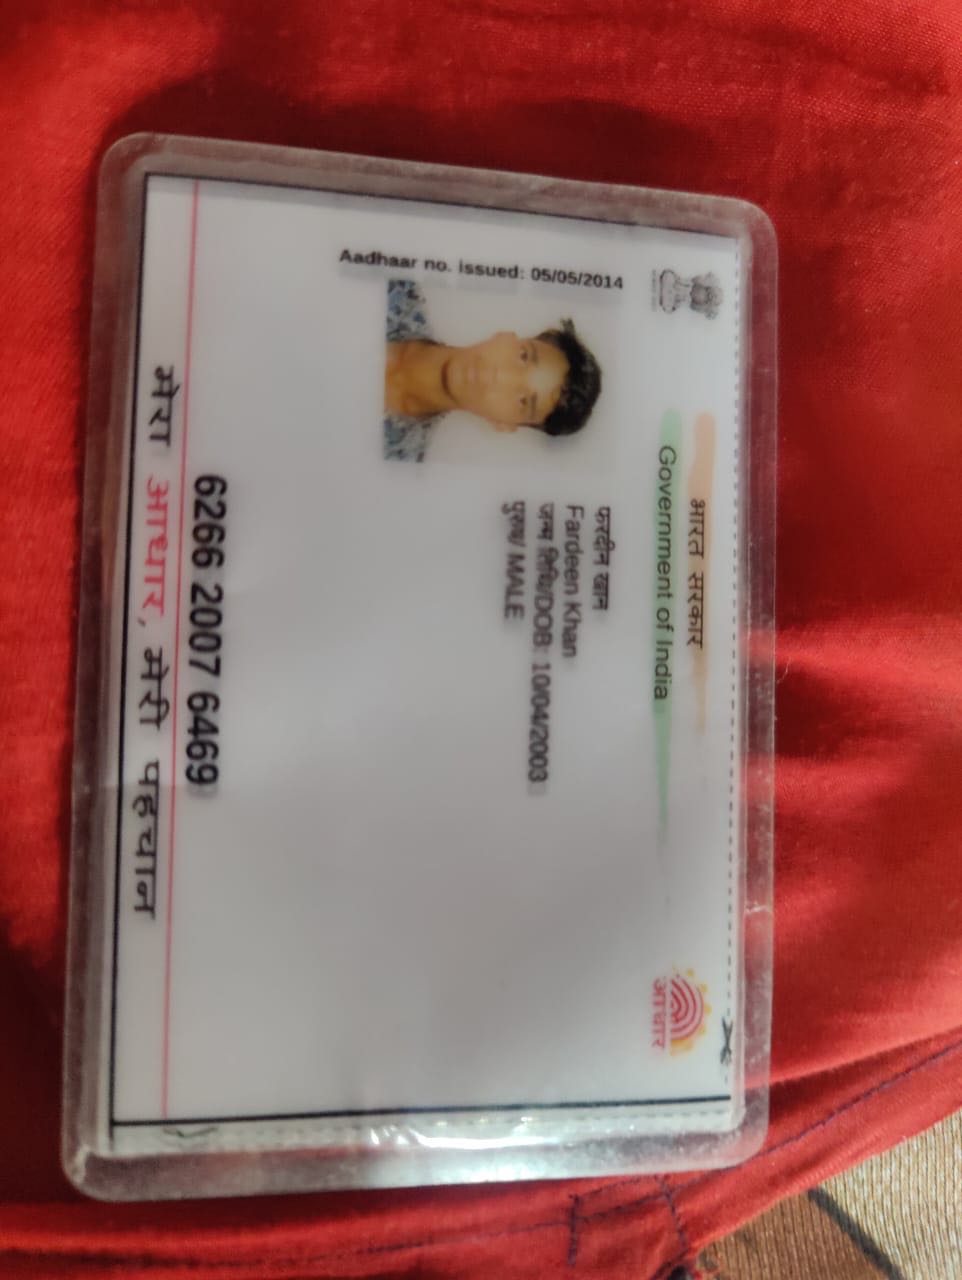 भारत सरकार
Government of India
Aadhaar no. issued: 05/05/2014
फरदीन खान
Fardeen Khan
जन्म तिथि/DOB: 10/04/2003
पुरुष/ MALE
आधार
6266 2007 6469
मेरा आधार, मेरी पहचान